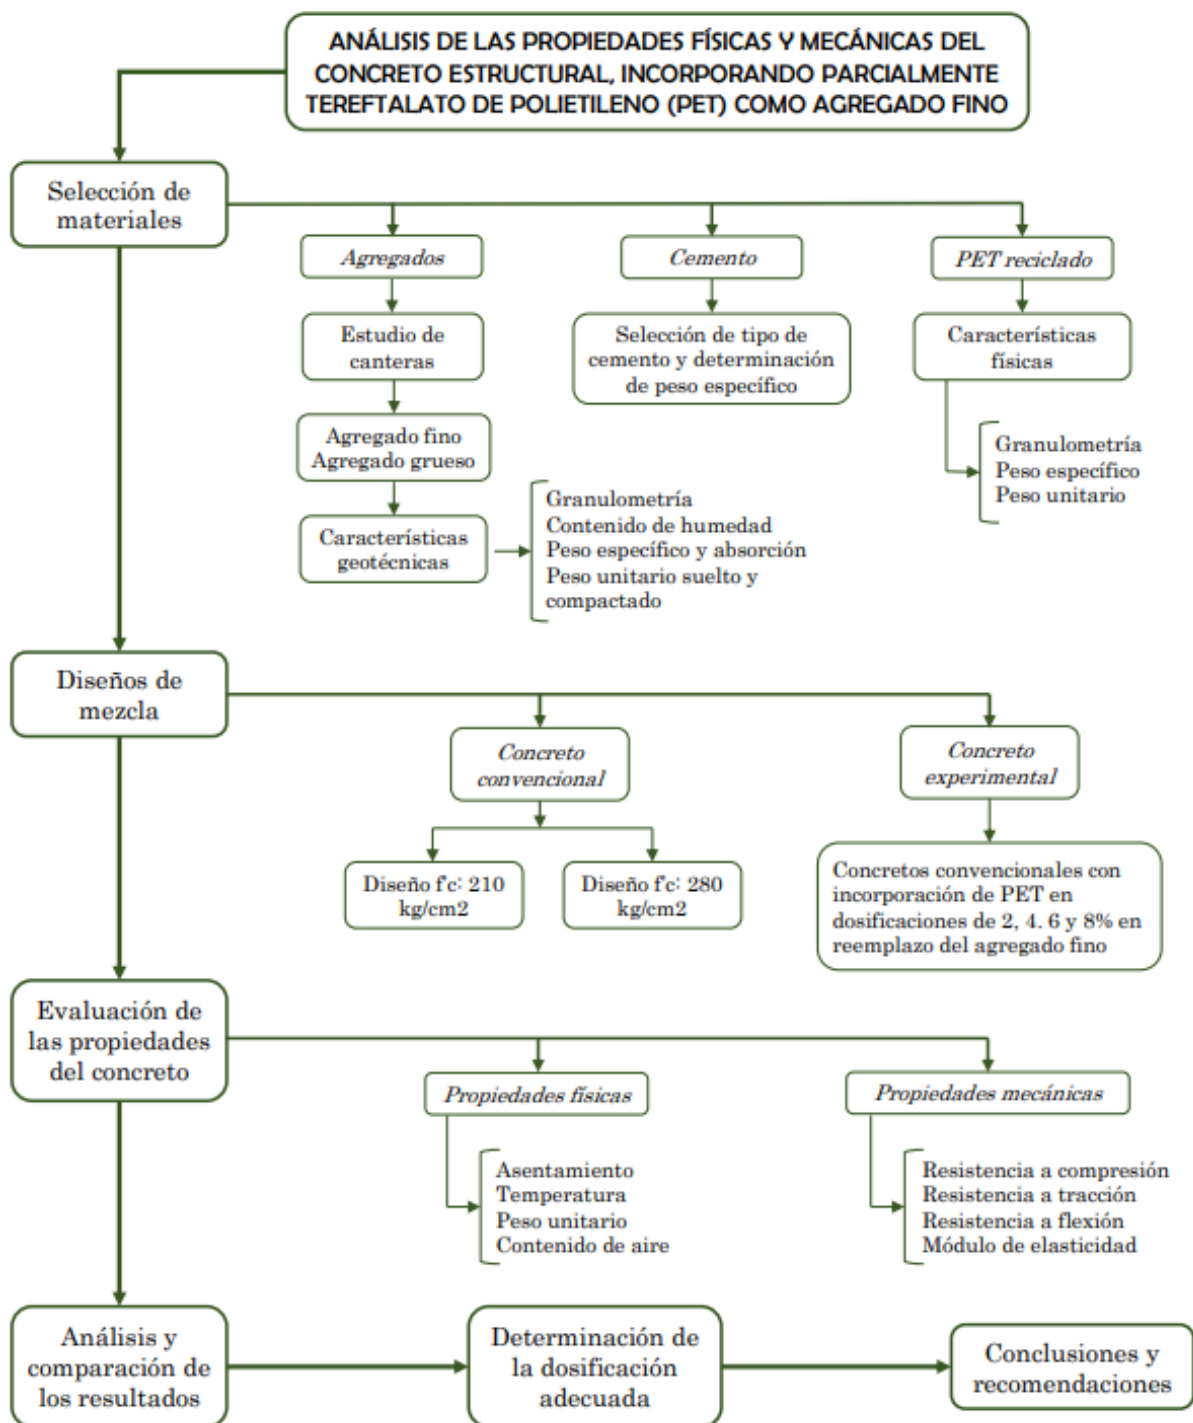 ANÁLISIS DE LAS PROPIEDADES FÍSICAS Y MECÁNICAS DEL
CONCRETO ESTRUCTURAL, INCORPORANDO PARCIALMENTE
TEREFTALATO DE POLIETILENO (PET) COMO AGREGADO FINO
Selección de
materiales
Agregados
Cemento
PET reciclado
Estudio de
canteras
Selección de tipo de
cemento y determinación
de peso específico
Características
físicas
Agregado fino
Agregado grueso
Granulometría
Peso específico
Peso unitario
Características
geotécnicas
Granulometría
Contenido de humedad
Peso específico y absorción
Peso unitario suelto y
compactado
Diseños de
mezcla
Concreto
convencional
Concreto
experimental
Diseño f'c: 210
kg/cm2
Diseño f'c: 280
kg/cm2
Concretos convencionales con
incorporación de PET en
dosificaciones de 2, 4. 6 y 8% en
reemplazo del agregado fino
Evaluación de
las propiedades
del concreto
Propiedades físicas
Propiedades mecánicas
Asentamiento
Temperatura
Peso unitario
Contenido de aire
Resistencia a compresión
Resistencia a tracción
Resistencia a flexión
Módulo de elasticidad
Análisis y
comparación de
los resultados
Determinación de
la dosificación
adecuada
Conclusiones y
recomendaciones